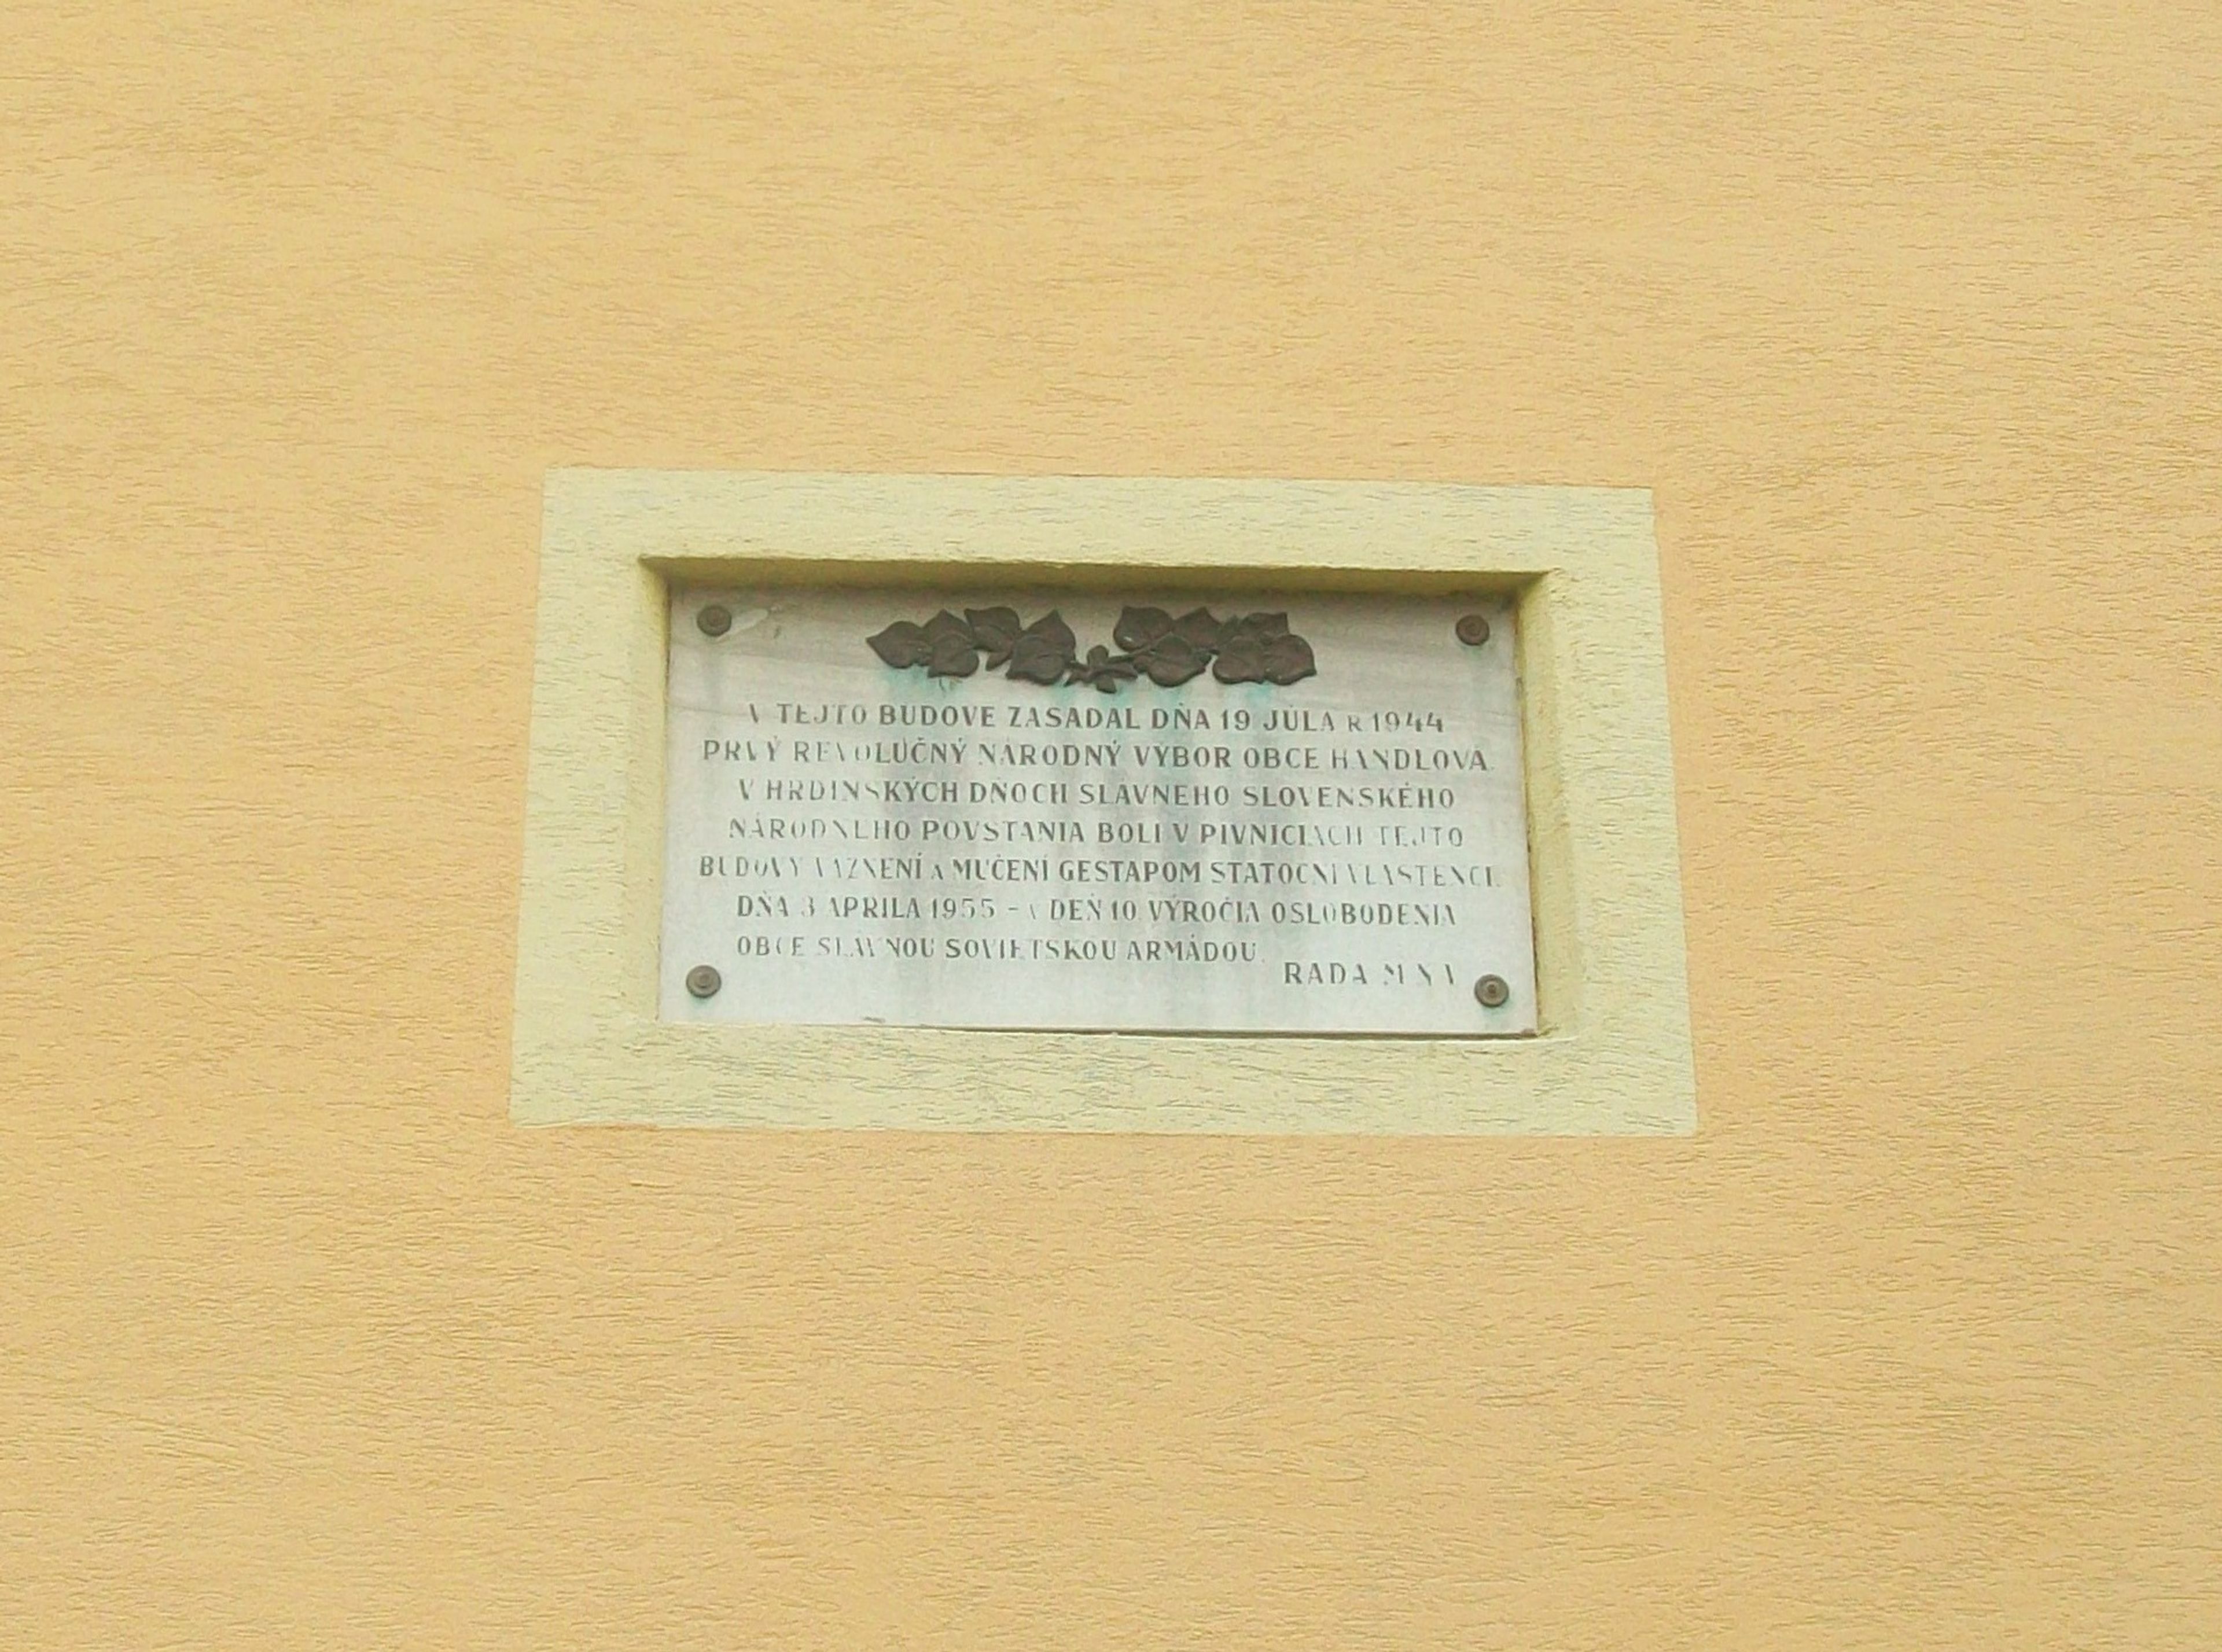 V TEJTO BUDOVE ZASADAL DŇA 19 JÚLA R 1944
PRVÝ REVOLUČNÝ NÁRODNÝ VÝBOR OBCE HANDLOVÁ.
V HRDINSKÝCH DŇOCH SLÁVNEHO SLOVENSKÉHO
NÁRODNÉHO POVSTANIA BOLI V PIVNICIACH TEJTO
BUDOVY VÄZNENÍ A MUČENÍ GESTAPOM STATOČNÍ VLASTENCI.
DŇA 3 APRÍLA 1955 - V DEŇ 10 VÝROČIA OSLOBODENIA
OBCE SLÁVNOU SOVIETSKOU ARMÁDOU.
RADA MNV